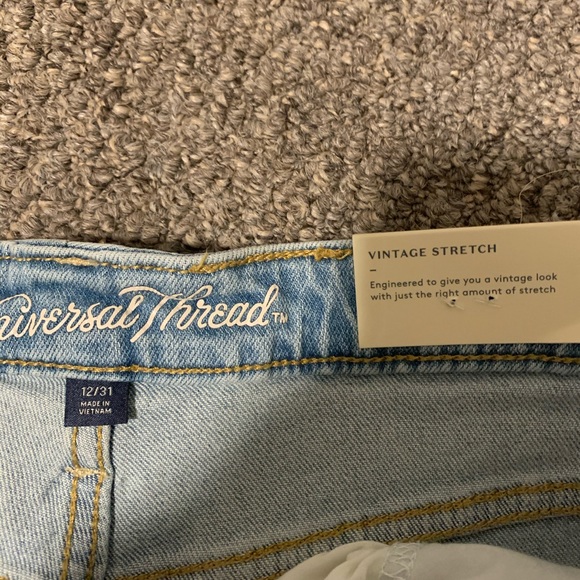 VINTAGE STRETCH
–
Engineered to give you a vintage look
with just the right amount of stretch
Universal Thread™
12/31
MADE IN
VIETNAM